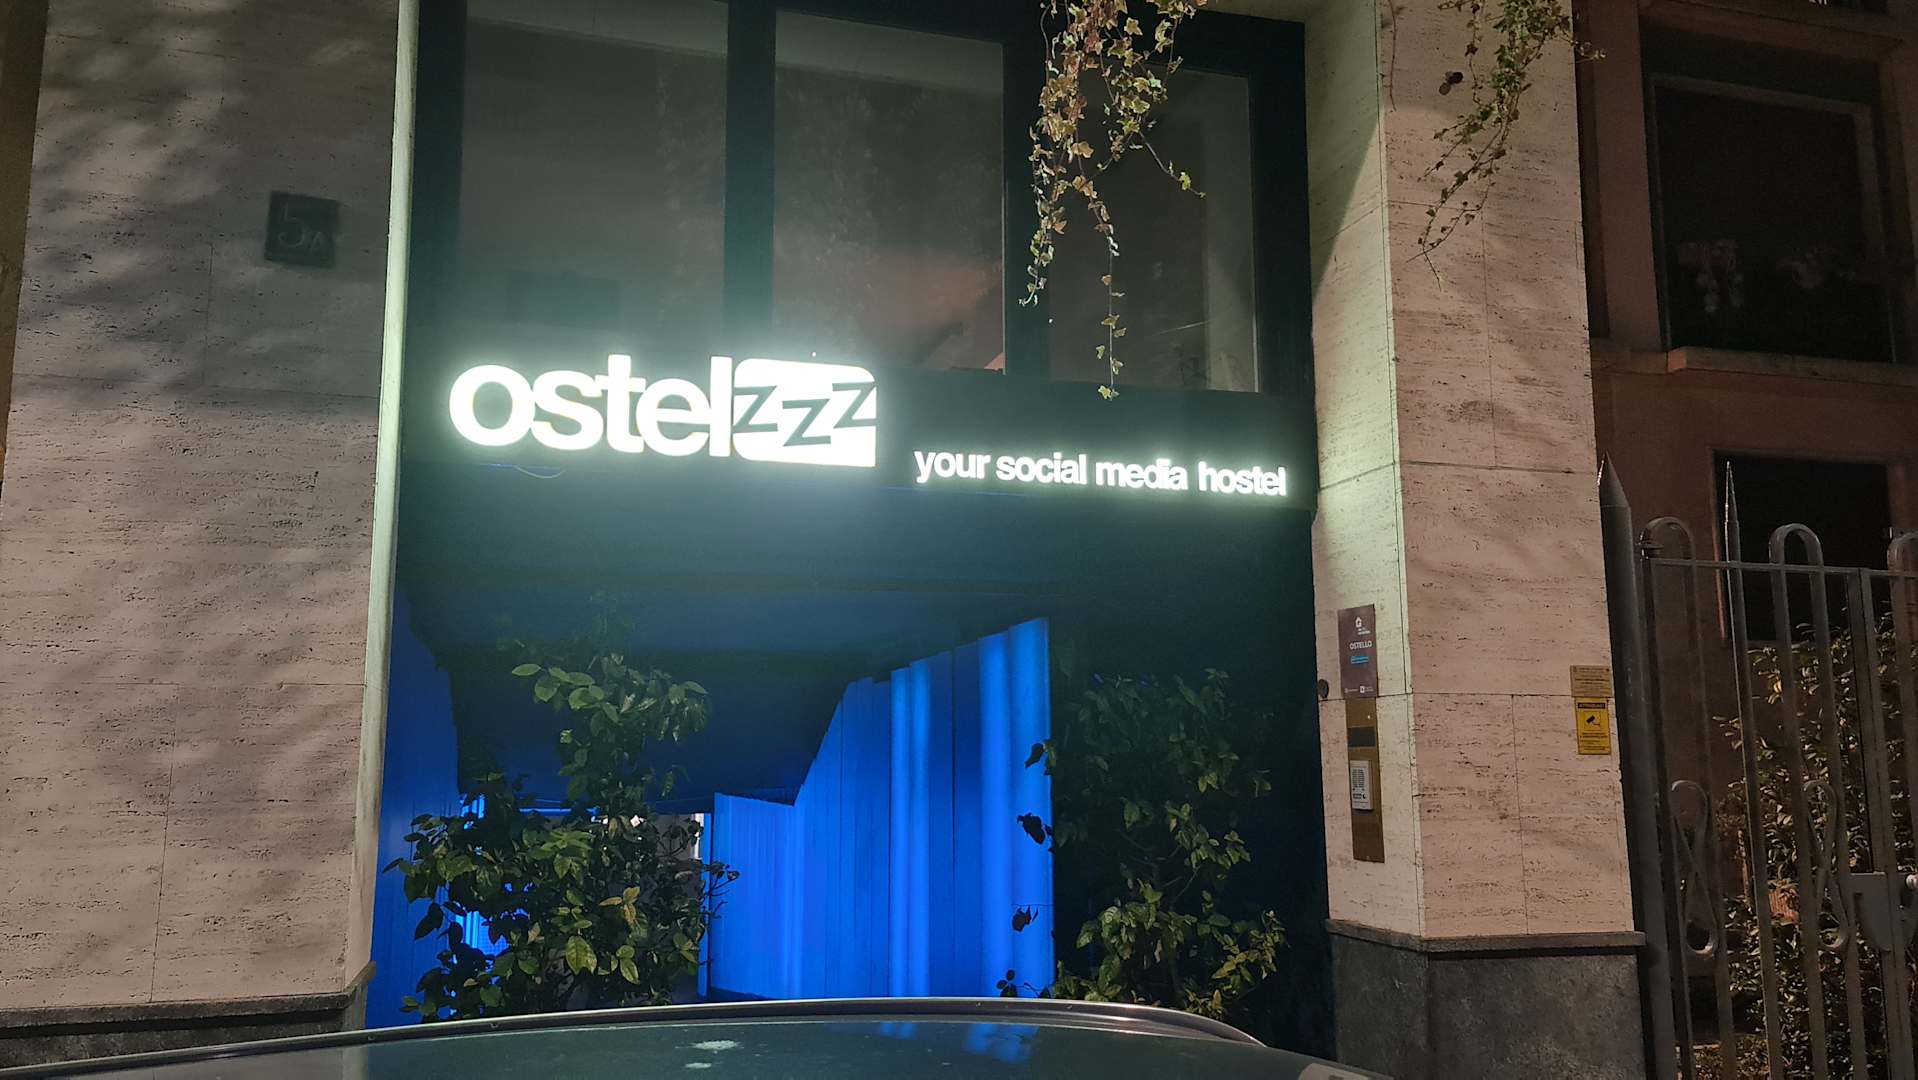 5A
ostelzzz
your social media hostel
OSTELLO